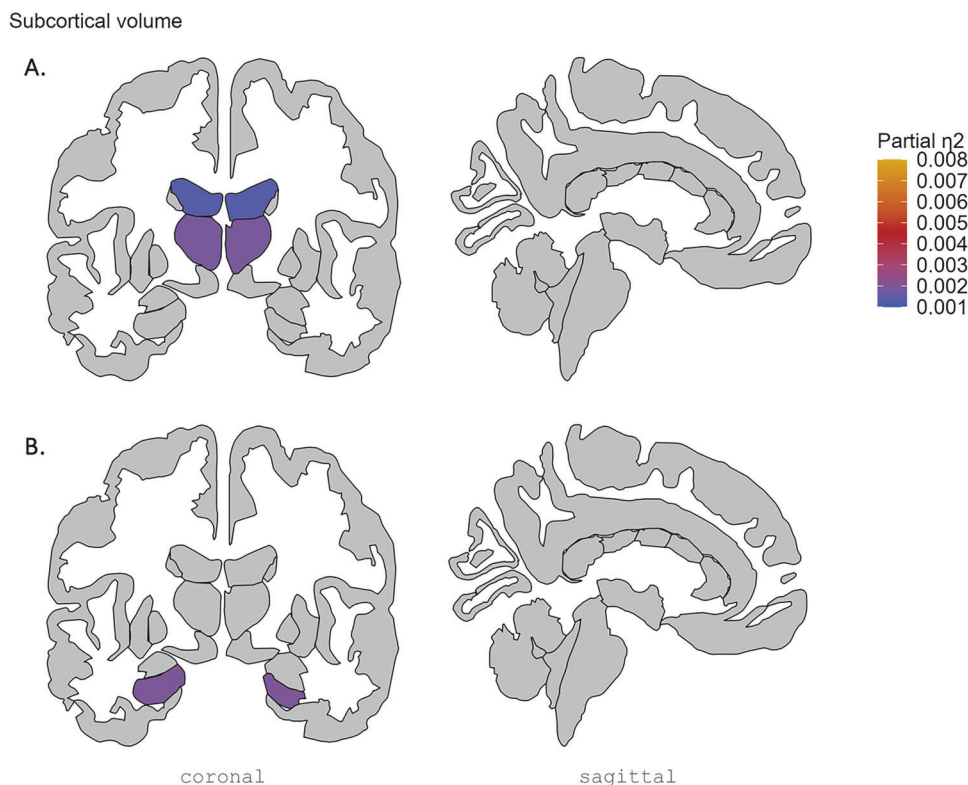 Subcortical volume
A.
Partial η2
0.008
0.007
0.006
0.005
0.004
0.003
0.002
0.001
B.
coronal
sagittal